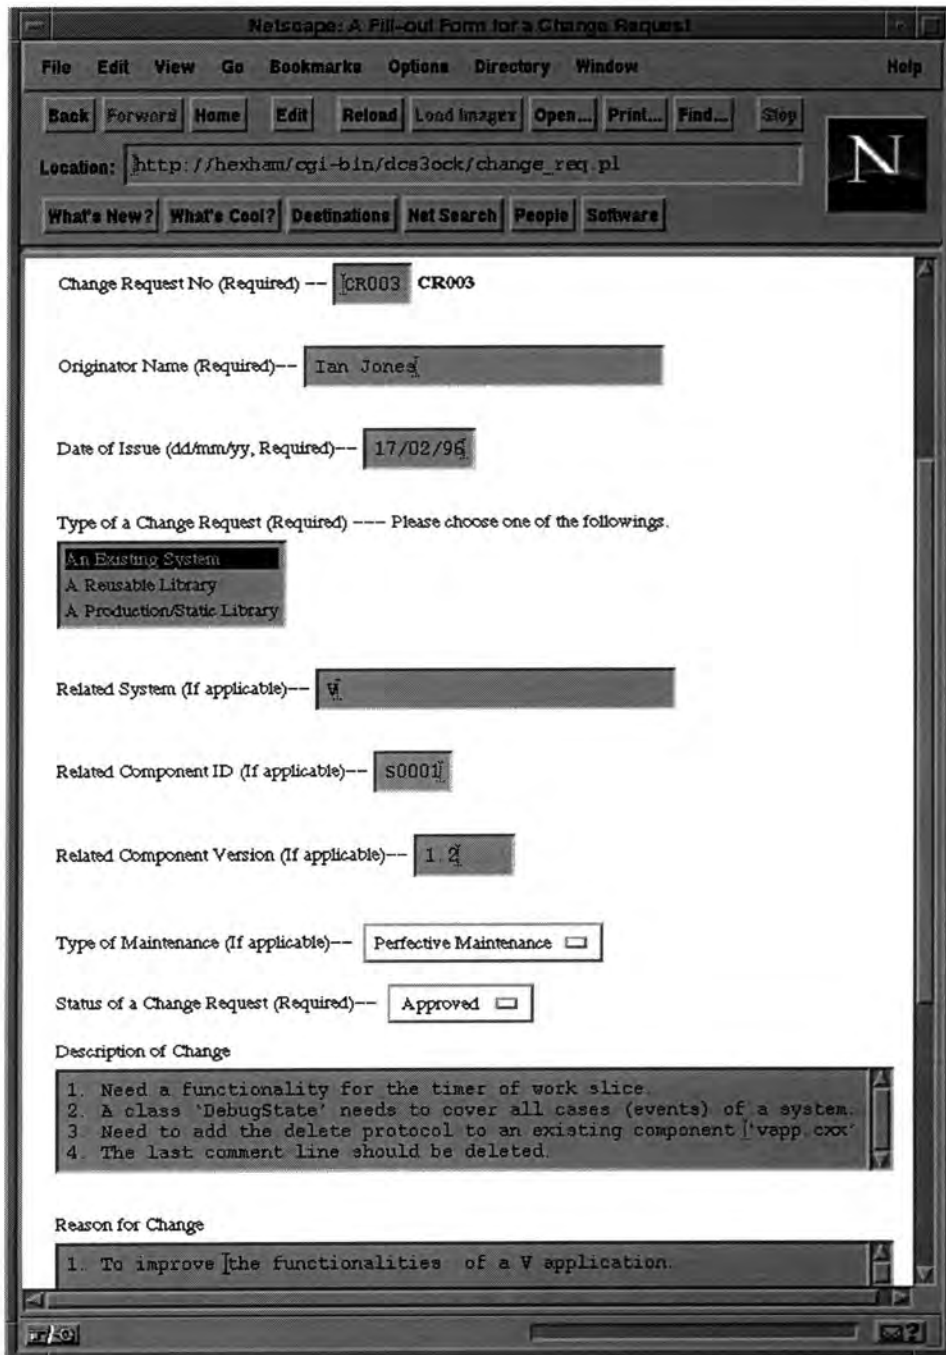 Netscape: A Fill-out Form for a Change Request
File Edit View Go Bookmarks Options Directory Window Help
Back Forward Home Edit Reload Load Images Open... Print... Find... Stop
Location: http://hexham/cgi-bin/dcs3ock/change_req.pl
N
What's New? What's Cool? Destinations Net Search People Software
Change Request No (Required) -- CR003 CR003
Originator Name (Required)-- Ian Jones
Date of Issue (dd/mm/yy, Required)-- 17/02/96
Type of a Change Request (Required) --- Please choose one of the followings.
An Existing System
A Reusable Library
A Production/Static Library
Related System (If applicable)-- V
Related Component ID (If applicable)-- S0001
Related Component Version (If applicable)-- 1.2
Type of Maintenance (If applicable)-- Perfective Maintenance
Status of a Change Request (Required)-- Approved
Description of Change
1. Need a functionality for the timer of work slice.
2. A class 'DebugState' needs to cover all cases (events) of a system.
3. Need to add the delete protocol to an existing component 'vapp.cxx'
4. The last comment line should be deleted.
Reason for Change
1. To improve the functionalities of a V application.
?